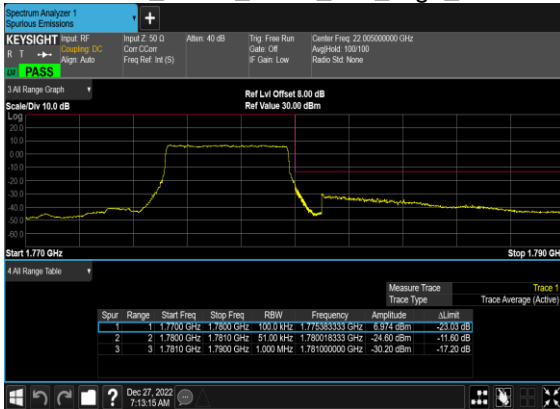 Spectrum Analyzer 1
Spurious Emissions
+
KEYSIGHT Input: RF Input Z: 50 Ω Atten: 40 dB Trig: Free Run Center Freq: 22.005000000 GHz
R T Coupling: DC Corr CCorr Gate: Off Avg|Hold: 100/100
Align: Auto Freq Ref: Int (S) IF Gain: Low Radio Std: None
LXI PASS
3 All Range Graph
Ref Lvl Offset 8.00 dB
Scale/Div 10.0 dB Ref Value 30.00 dBm
Log
20.0
10.0
0.00
-10.0
-20.0
-30.0
-40.0
-50.0
-60.0
Start 1.770 GHz Stop 1.790 GH
4 All Range Table
Measure Trace Trace 1
Trace Type Trace Average (Active)
Spur Range Start Freq Stop Freq RBW Frequency Amplitude ΔLimit
1 1 1.7700 GHz 1.7800 GHz 100.0 kHz 1.775383333 GHz 6.974 dBm -23.03 dB
2 2 1.7800 GHz 1.7810 GHz 51.00 kHz 1.780018333 GHz -24.60 dBm -11.60 dB
3 3 1.7810 GHz 1.7900 GHz 1.000 MHz 1.781000000 GHz -30.20 dBm -17.20 dB
? Dec 27, 2022
7:13:15 AM